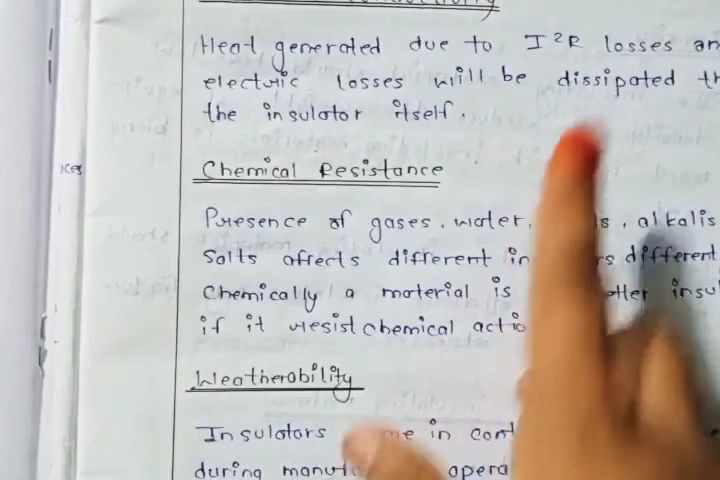 Heat generated due to I²R losses an
electric losses will be dissipated th
the insulator itself.
Chemical Resistance
Presence of gases, water, s, alkalis
Salts affects different in rs different
Chemically a material is tter insu
if it resist chemical actio
Weatherability
Insulators me in cont
during manu opera